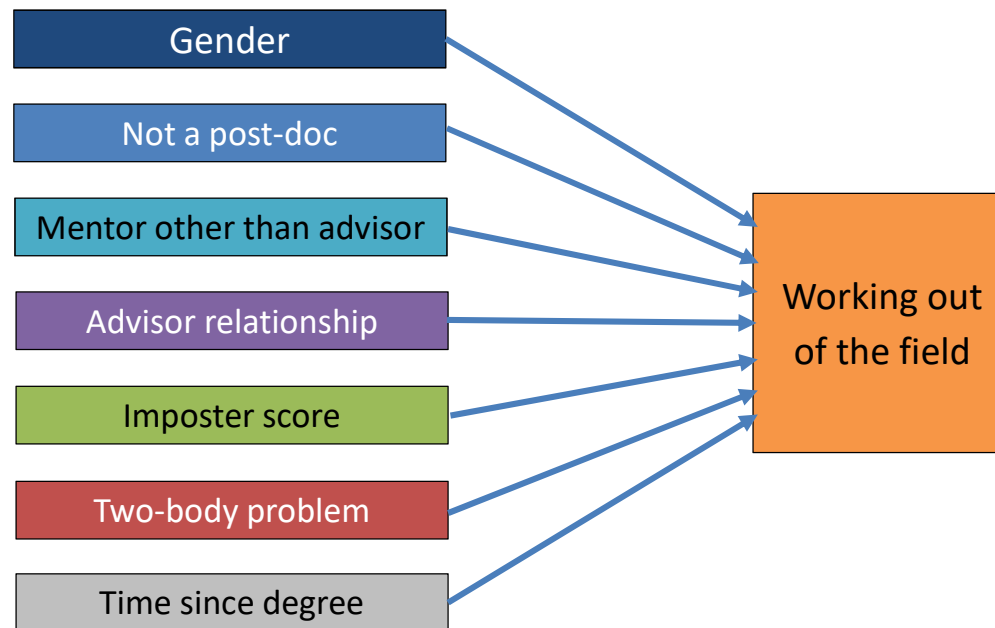 Gender
Not a post-doc
Mentor other than advisor
Advisor relationship
Imposter score
Two-body problem
Time since degree
Working out
of the field